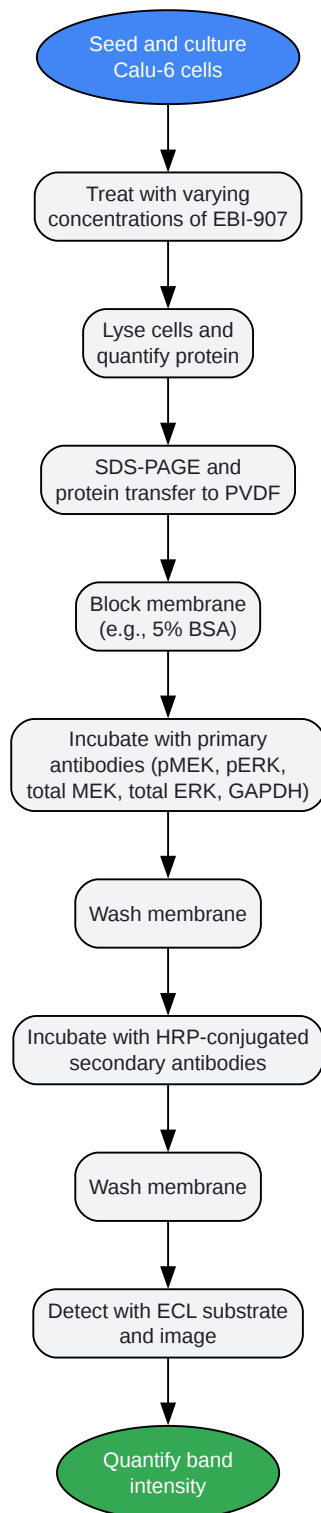 Seed and culture
Calu-6 cells
Treat with varying
concentrations of EBI-907
Lyse cells and
quantify protein
SDS-PAGE and
protein transfer to PVDF
Block membrane
(e.g., 5% BSA)
Incubate with primary
antibodies (pMEK, pERK,
total MEK, total ERK, GAPDH)
Wash membrane
Incubate with HRP-conjugated
secondary antibodies
Wash membrane
Detect with ECL substrate
and image
Quantify band
intensity